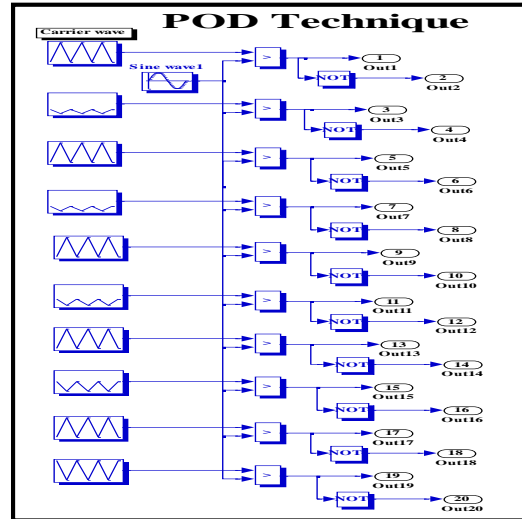 POD Technique
Carrier wave
Sine wave1
>
1
Out1
NOT
2
Out2
>
3
Out3
NOT
4
Out4
>
5
Out5
NOT
6
Out6
>
7
Out7
NOT
8
Out8
>
9
Out9
NOT
10
Out10
>
11
Out11
NOT
12
Out12
>
13
Out13
NOT
14
Out14
>
15
Out15
NOT
16
Out16
>
17
Out17
NOT
18
Out18
>
19
Out19
NOT
20
Out20